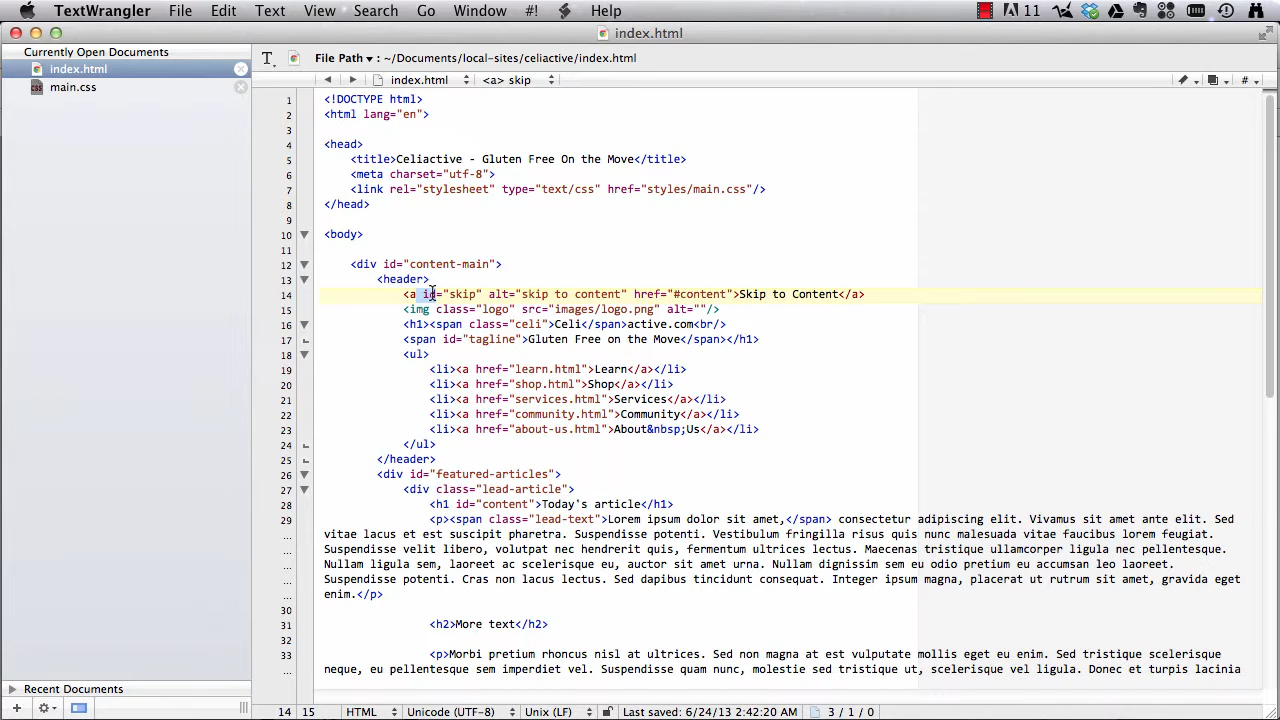 TextWrangler File Edit Text View Search Go Window #! Help 11
index.html
Currently Open Documents
index.html
main.css
File Path ▾ : ~/Documents/local-sites/celiactive/index.html
index.html <a> skip
1 <!DOCTYPE html>
2 <html lang="en">
3
4 <head>
5 <title>Celiactive - Gluten Free On the Move</title>
6 <meta charset="utf-8">
7 <link rel="stylesheet" type="text/css" href="styles/main.css"/>
8 </head>
9
10 <body>
11
12 <div id="content-main">
13 <header>
14 <a id="skip" alt="skip to content" href="#content">Skip to Content</a>
15 <img class="logo" src="images/logo.png" alt=""/>
16 <h1><span class="celi">Celi</span>active.com<br/>
17 <span id="tagline">Gluten Free on the Move</span></h1>
18 <ul>
19 <li><a href="learn.html">Learn</a></li>
20 <li><a href="shop.html">Shop</a></li>
21 <li><a href="services.html">Services</a></li>
22 <li><a href="community.html">Community</a></li>
23 <li><a href="about-us.html">About&nbsp;Us</a></li>
24 </ul>
25 </header>
26 <div id="featured-articles">
27 <div class="lead-article">
28 <h1 id="content">Today's article</h1>
29 <p><span class="lead-text">Lorem ipsum dolor sit amet,</span> consectetur adipiscing elit. Vivamus sit amet ante elit. Sed
vitae lacus et est suscipit pharetra. Suspendisse potenti. Vestibulum fringilla risus quis nunc malesuada vitae faucibus lorem feugiat.
Suspendisse velit libero, volutpat nec hendrerit quis, fermentum ultrices lectus. Maecenas tristique ullamcorper ligula nec pellentesque.
Nullam ligula sem, laoreet ac scelerisque eu, auctor sit amet urna. Nullam dignissim sem eu odio pretium eu accumsan leo laoreet.
Suspendisse potenti. Cras non lacus lectus. Sed dapibus tincidunt consequat. Integer ipsum magna, placerat ut rutrum sit amet, gravida eget
enim.</p>
30
31 <h2>More text</h2>
32
33 <p>Morbi pretium rhoncus nisl at ultrices. Sed non magna at est vulputate mollis eget eu enim. Sed tristique scelerisque
neque, eu pellentesque sem imperdiet vel. Suspendisse quam nunc, molestie sed tristique ut, scelerisque vel ligula. Donec et turpis lacinia
Recent Documents
14 15 HTML Unicode (UTF-8) Unix (LF) Last saved: 6/24/13 2:42:20 AM 3 / 1 / 0